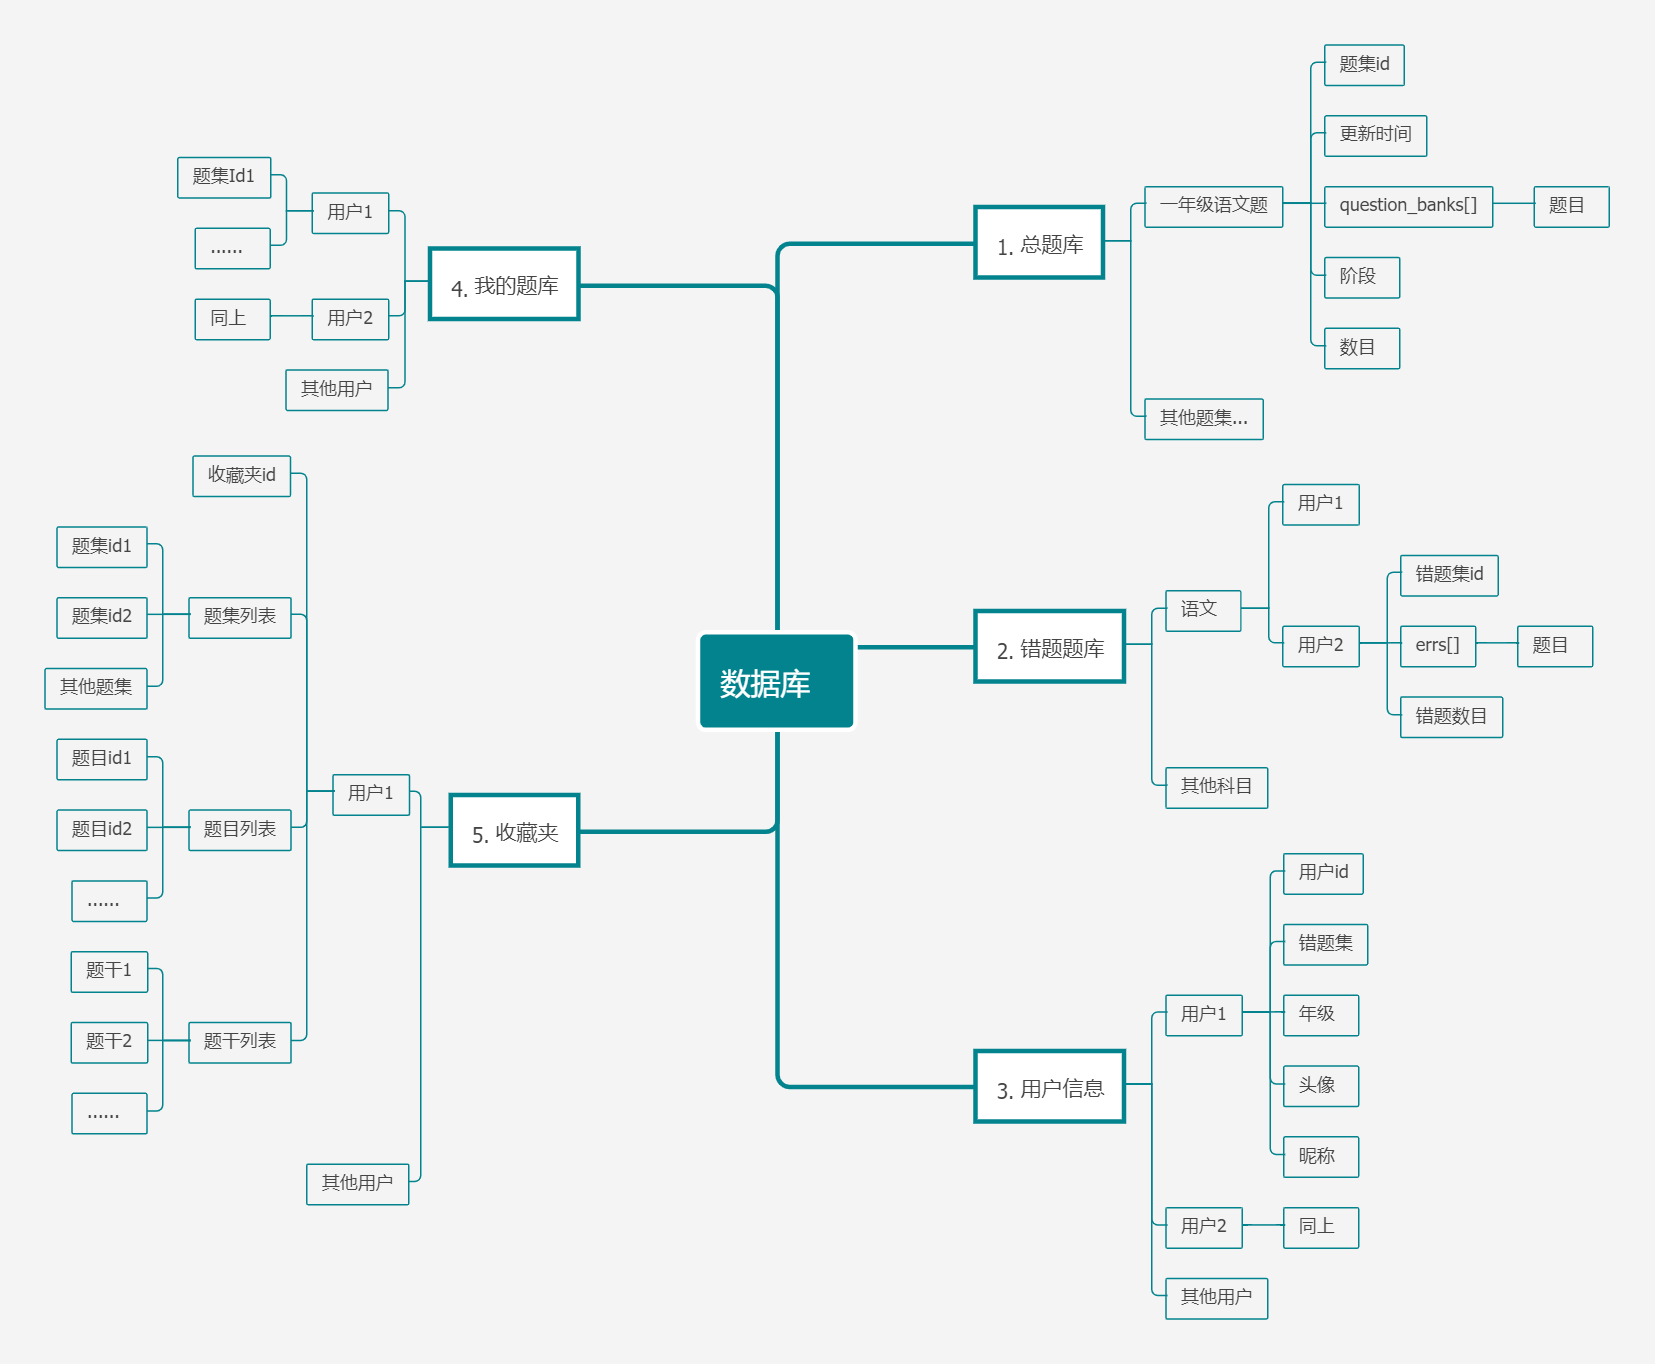 数据库
1. 总题库
一年级语文题
题集id
更新时间
question_banks[]
题目
阶段
数目
其他题集...
2. 错题题库
语文
用户1
用户2
错题集id
errs[]
题目
错题数目
其他科目
3. 用户信息
用户1
用户id
错题集
年级
头像
昵称
用户2
同上
其他用户
4. 我的题库
用户1
题集Id1
......
用户2
同上
其他用户
5. 收藏夹
用户1
收藏夹id
题集列表
题集id1
题集id2
其他题集
题目列表
题目id1
题目id2
......
题干列表
题干1
题干2
......
其他用户